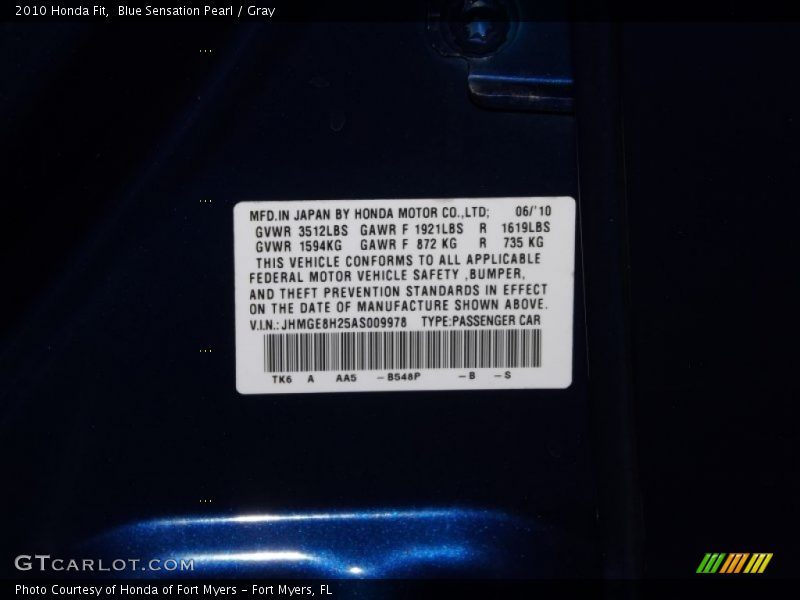 2010 Honda Fit,  Blue Sensation Pearl / Gray
MFD.IN JAPAN BY HONDA MOTOR CO.,LTD; 06/'10
GVWR 3512LBS GAWR F 1921LBS R 1619LBS
GVWR 1594KG GAWR F 872 KG R 735 KG
THIS VEHICLE CONFORMS TO ALL APPLICABLE
FEDERAL MOTOR VEHICLE SAFETY ,BUMPER,
AND THEFT PREVENTION STANDARDS IN EFFECT
ON THE DATE OF MANUFACTURE SHOWN ABOVE.
V.I.N.: JHMGE8H25AS009978 TYPE:PASSENGER CAR
TK6 A AA5 -B548P -B -S
GTCARLOT.COM
Photo Courtesy of Honda of Fort Myers - Fort Myers, FL